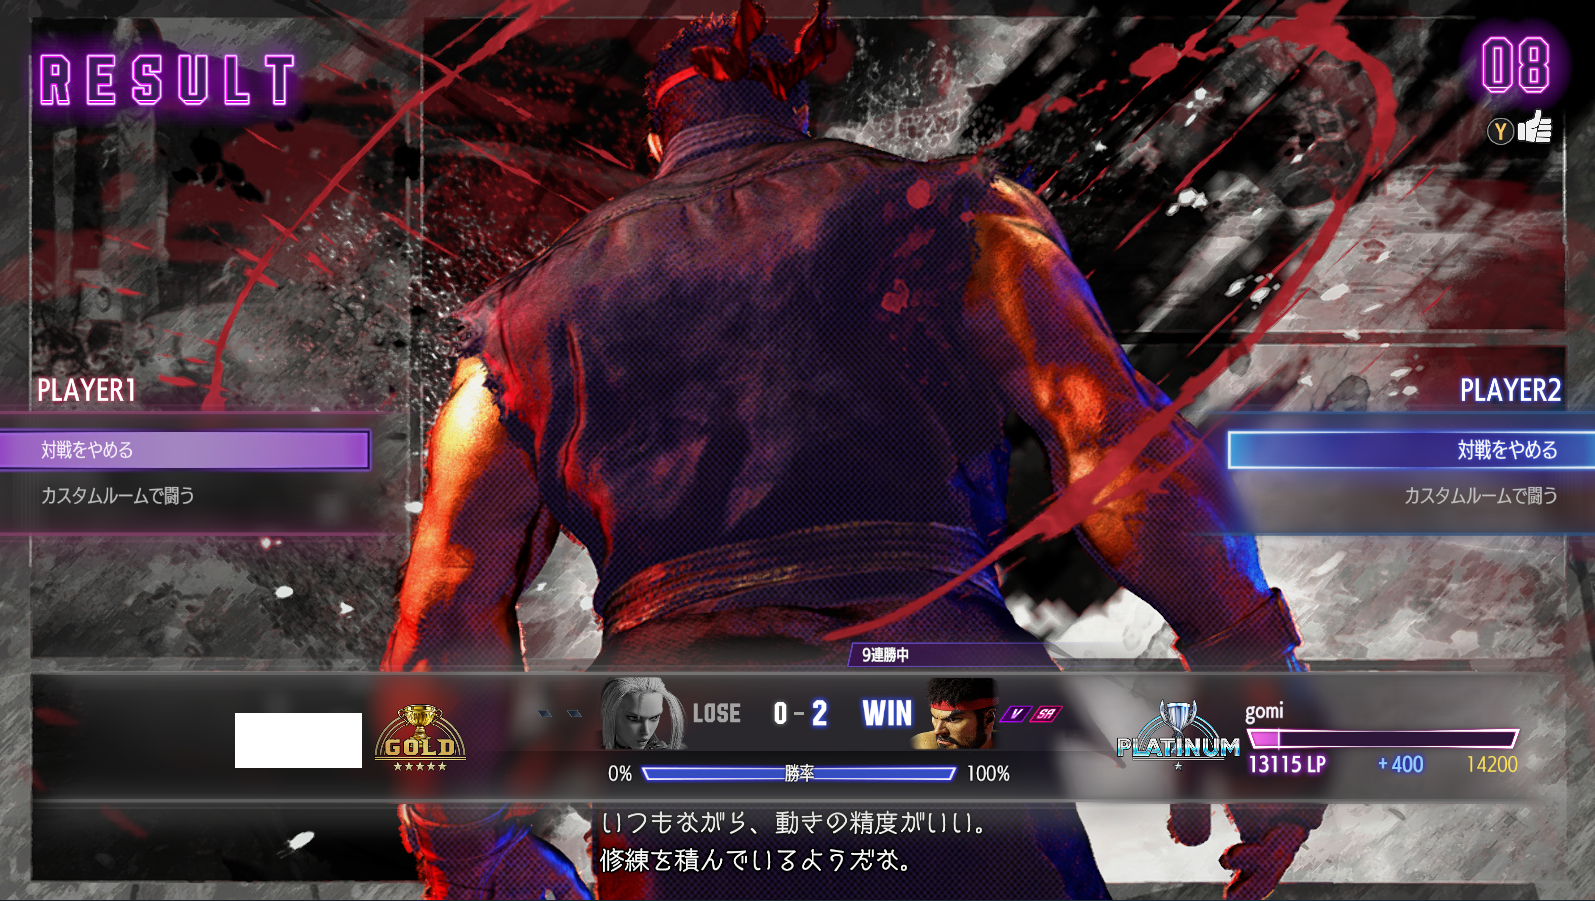 RESULT
08
Y
PLAYER1
対戦をやめる
カスタムルームで闘う
PLAYER2
対戦をやめる
カスタムルームで闘う
9連勝中
GOLD
LOSE 0 - 2 WIN
V SA
PLATINUM
gomi
13115 LP +400 14200
0% 勝率 100%
いつもながら、動きの精度がいい。
修練を積んでいるようだな。